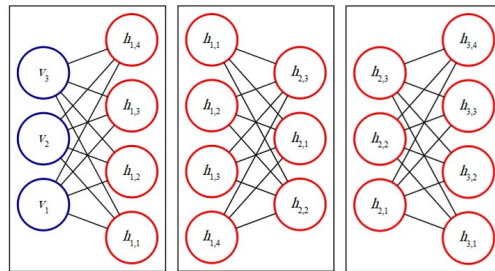 v3
v2
v1
h1,4
h1,3
h1,2
h1,1
h1,1
h1,2
h1,3
h1,4
h2,3
h2,1
h2,2
h2,3
h2,2
h2,1
h3,4
h3,3
h3,2
h3,1